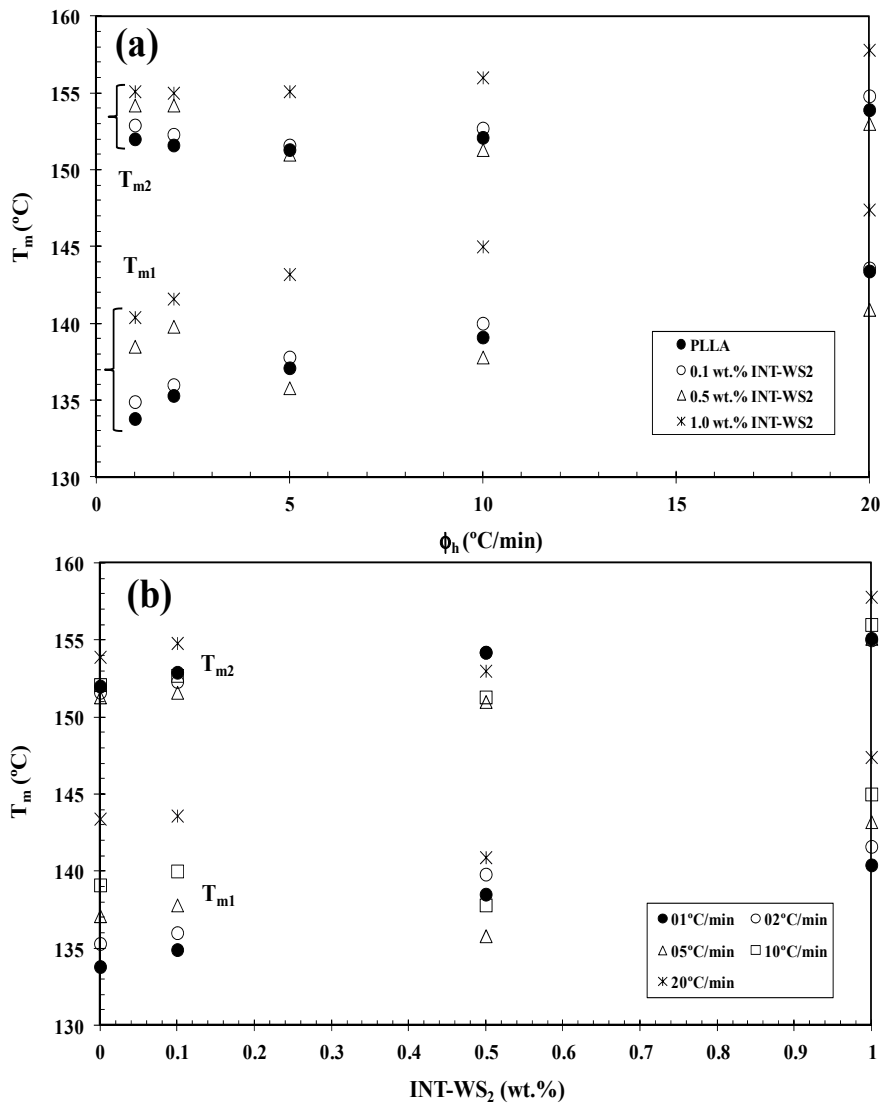 160
(a)
155
T_m2
150
T_m (ºC)
T_m1
145
140
PLLA
0.1 wt.% INT-WS2
135
0.5 wt.% INT-WS2
1.0 wt.% INT-WS2
130
0 5 10 15 20
ϕ_h (ºC/min)
160
(b)
155
T_m2
150
T_m (ºC)
145
140
T_m1
01ºC/min 02ºC/min
135
05ºC/min 10ºC/min
20ºC/min
130
0 0.1 0.2 0.3 0.4 0.5 0.6 0.7 0.8 0.9 1
INT-WS₂ (wt.%)